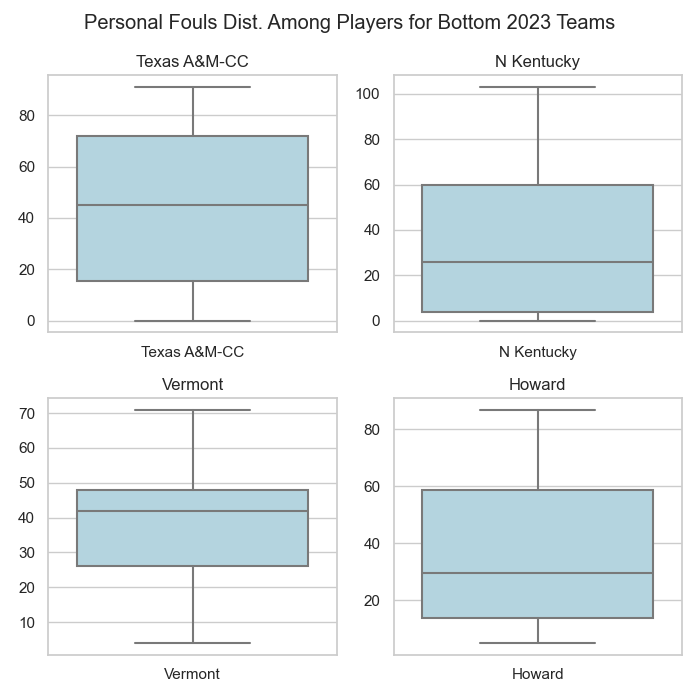 Personal Fouls Dist. Among Players for Bottom 2023 Teams
Texas A&M-CC
80
60
40
20
0
Texas A&M-CC
N Kentucky
100
80
60
40
20
0
N Kentucky
Vermont
70
60
50
40
30
20
10
Vermont
Howard
80
60
40
20
Howard